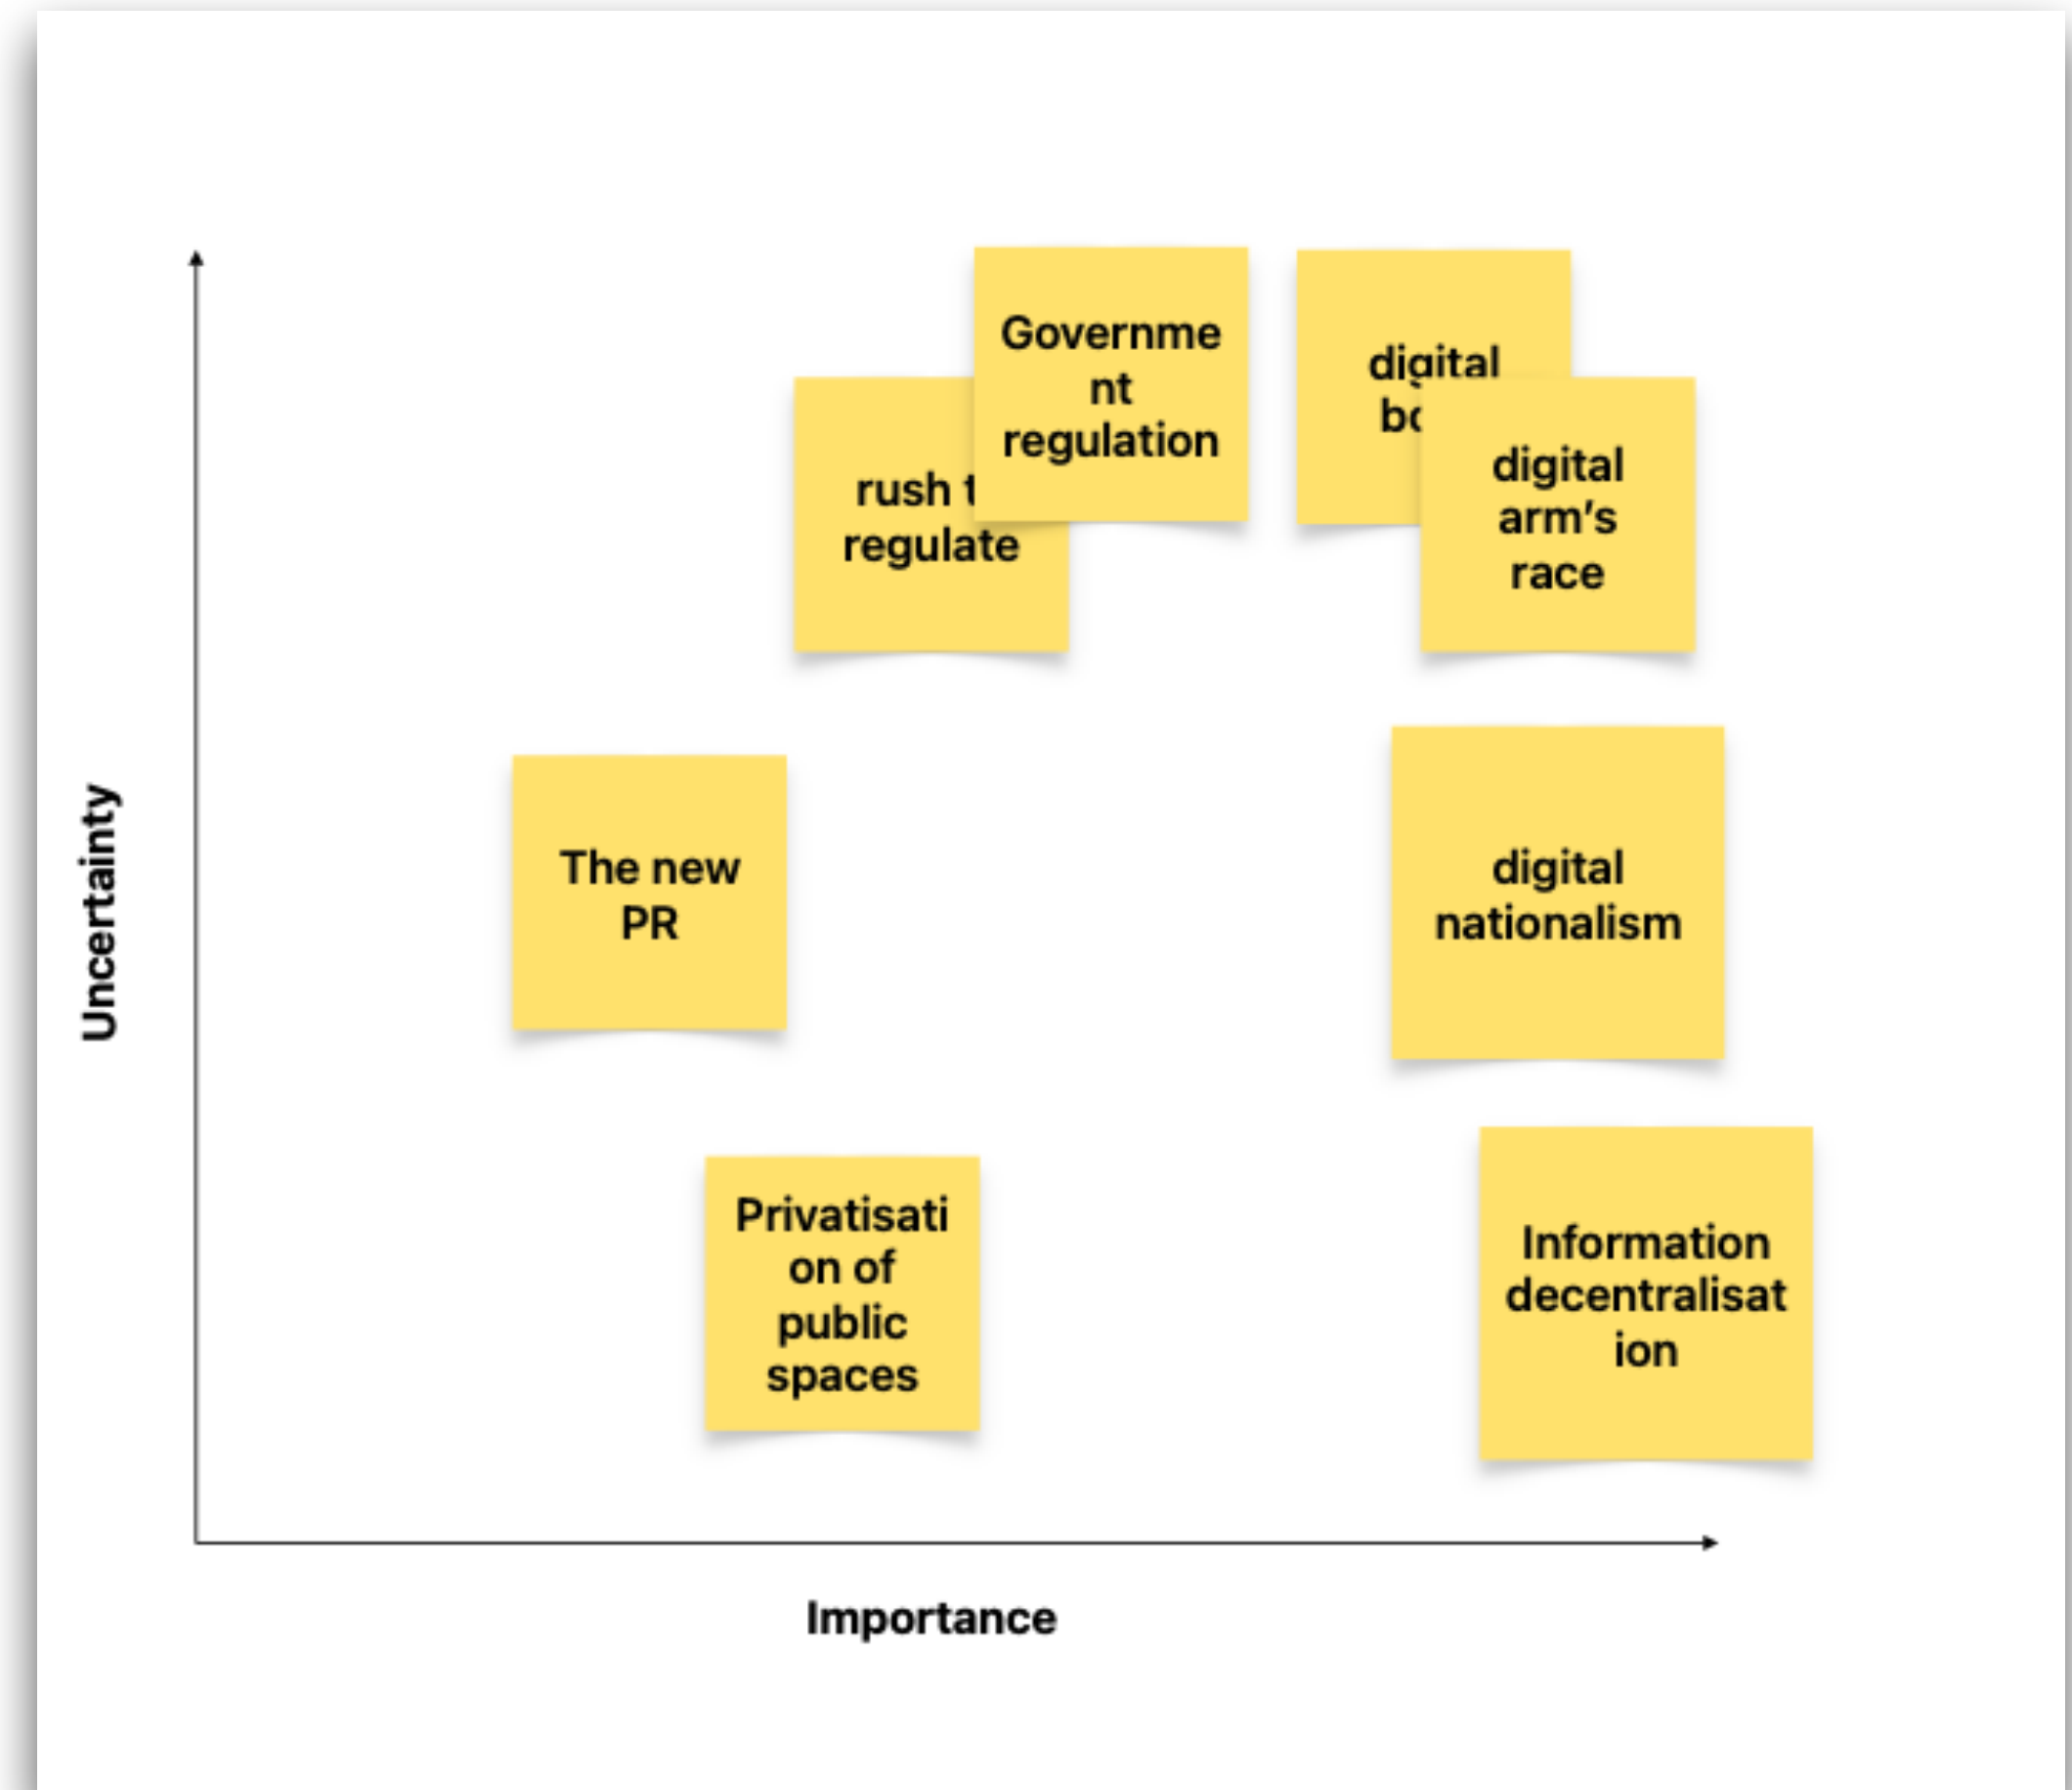 Governme
nt
regulation
digital
rush
regulate
digital
arm's
race
The new
PR
digital
nationalism
Uncertainty
Privatisati
on of
public
spaces
Information
decentralisat
ion
Importance